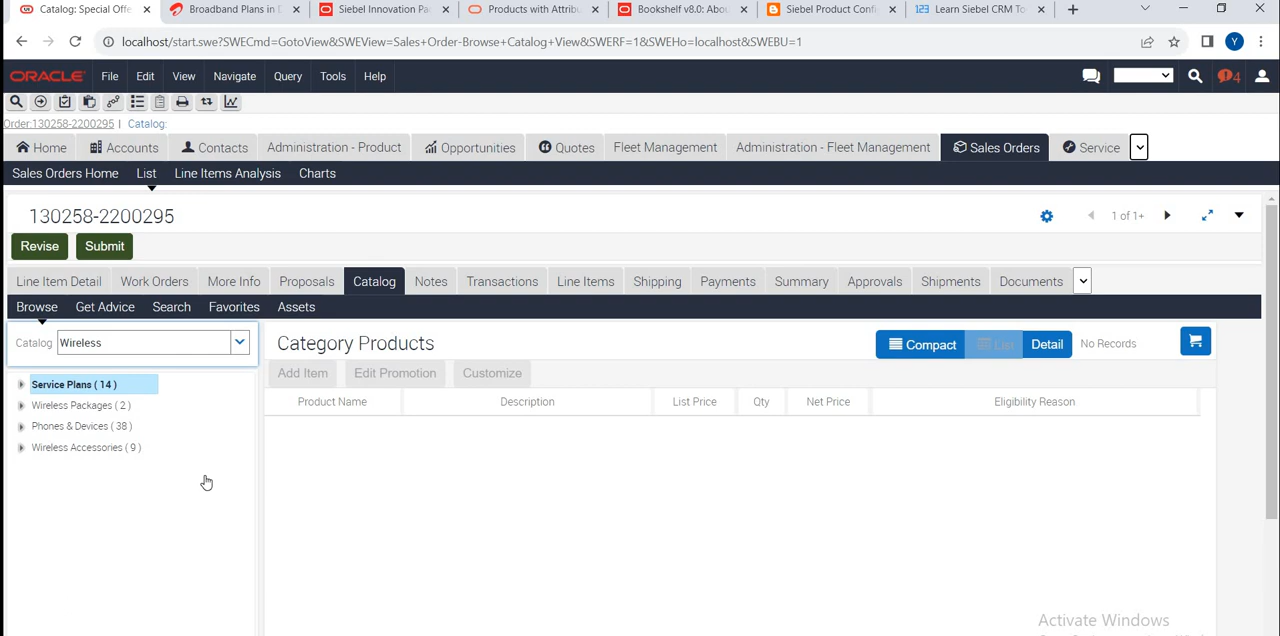 Catalog: Special Offe
Broadband Plans in D
Siebel Innovation Pa
Products with Attribu
Bookshelf v8.0: Abou
Siebel Product Confi
123 Learn Siebel CRM To
localhost/start.swe?SWECmd=GotoView&SWEView=Sales+Order-Browse+Catalog+View&SWERF=1&SWEHo=localhost&SWEBU=1
Y
ORACLE File Edit View Navigate Query Tools Help
4
Order:130258-2200295 | Catalog:
Home Accounts Contacts Administration - Product Opportunities Quotes Fleet Management Administration - Fleet Management Sales Orders Service
Sales Orders Home List Line Items Analysis Charts
130258-2200295 1 of 1+
Revise Submit
Line Item Detail Work Orders More Info Proposals Catalog Notes Transactions Line Items Shipping Payments Summary Approvals Shipments Documents
Browse Get Advice Search Favorites Assets
Catalog Wireless
Category Products Compact List Detail No Records
Add Item Edit Promotion Customize
Product Name Description List Price Qty Net Price Eligibility Reason
Service Plans ( 14 )
Wireless Packages ( 2 )
Phones & Devices ( 38 )
Wireless Accessories ( 9 )
Activate Windows